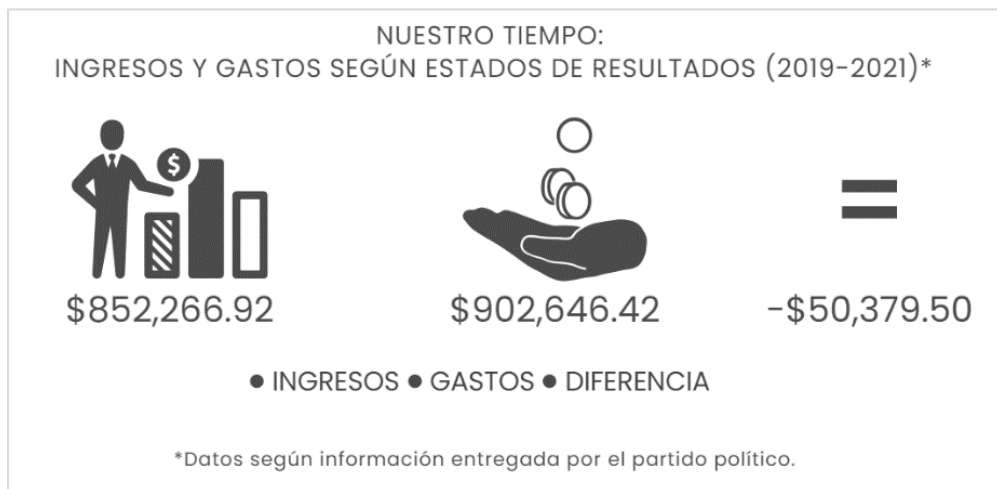 NUESTRO TIEMPO:
INGRESOS Y GASTOS SEGÚN ESTADOS DE RESULTADOS (2019-2021)*
$
$852,266.92 $902,646.42 -$50,379.50
● INGRESOS ● GASTOS ● DIFERENCIA
*Datos según información entregada por el partido político.